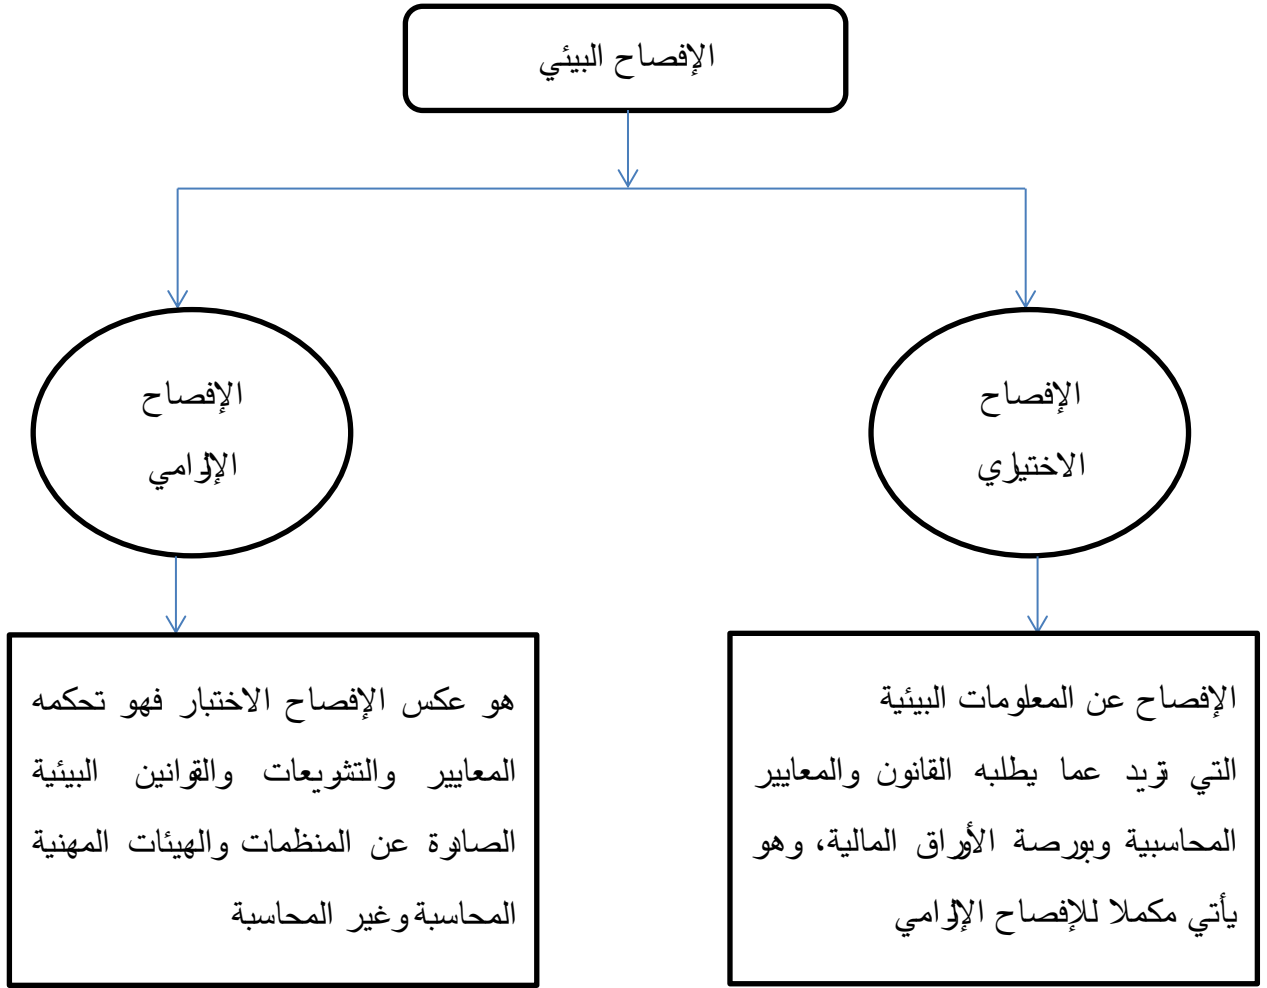 الإفصاح البيئي
الإفصاح
الاختياري
الإفصاح
الإلزامي
الإفصاح عن المعلومات البيئية
التي تزيد عما يطلبه القانون والمعايير
المحاسبية وبورصة الأوراق المالية، وهو
يأتي مكملا للإفصاح الإلزامي
هو عكس الإفصاح الاختبار فهو تحكمه
المعايير والتشريعات والقوانين البيئية
الصادرة عن المنظمات والهيئات المهنية
المحاسبة وغير المحاسبة